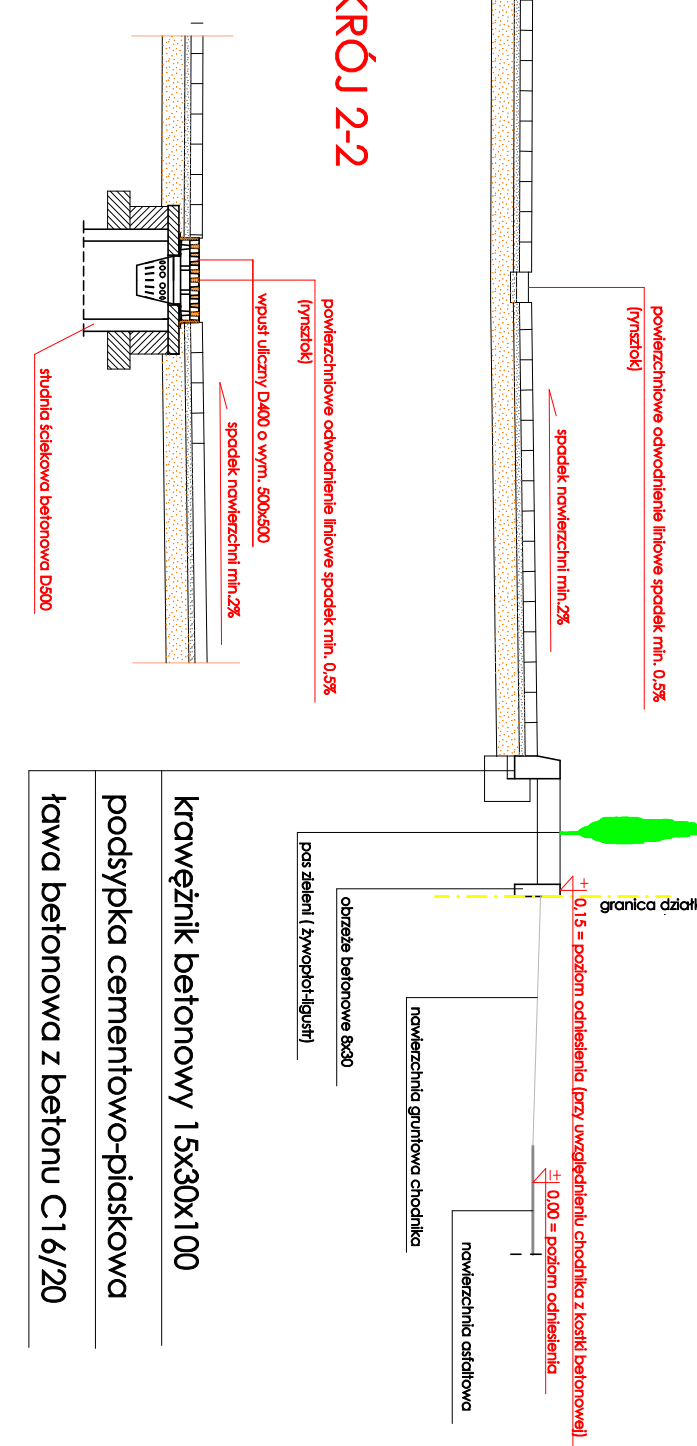 powierzchniowe odwodnienie liniowe spadek min. 0,5%
(rynsztok)
spadek nawierzchni min.2%
granica działk
+ 0,15 = poziom odniesienia (przy uwzględnieniu chodnika z kostki betonowej)
± 0,00 = poziom odniesienia
nawierzchnia asfaltowa
nawierzchnia gruntowa chodnika
obrzeże betonowe 8x30
pas zieleni ( żywopłot-ligustr)
krawężnik betonowy 15x30x100
podsypka cementowo-piaskowa
ława betonowa z betonu C16/20
KRÓJ 2-2
powierzchniowe odwodnienie liniowe spadek min. 0,5%
(rynsztok)
wpust uliczny D400 o wym. 500x500
spadek nawierzchni min.2%
studnia ściekowa betonowa D500